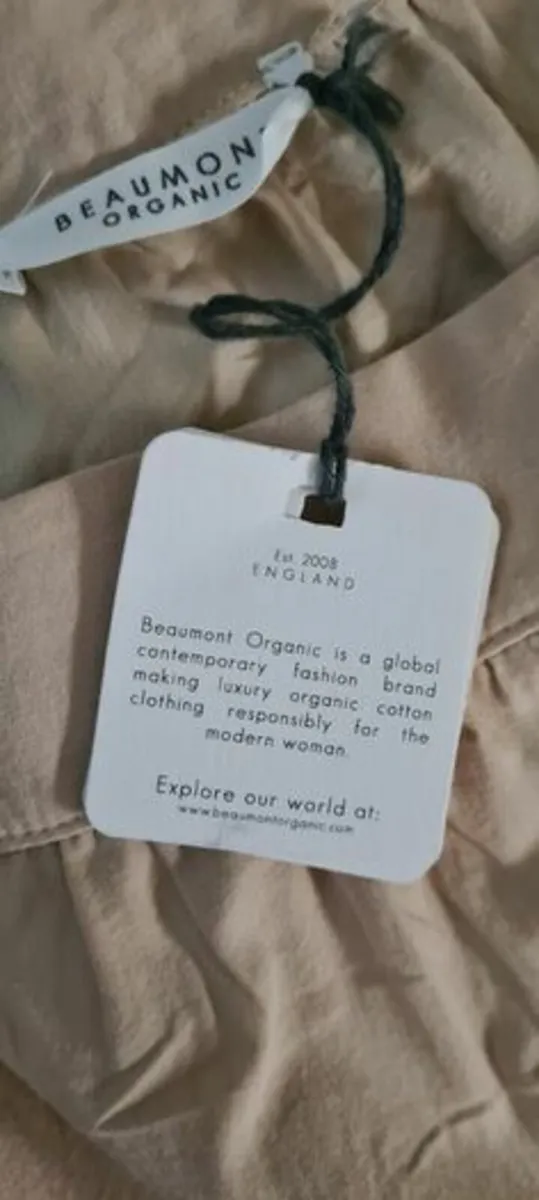 BEAUMON
ORGANIC
Est. 2008
ENGLAND
Beaumont Organic is a global
contemporary fashion brand
making luxury organic cotton
clothing responsibly for the
modern woman.
Explore our world at:
www.beaumontorganic.com